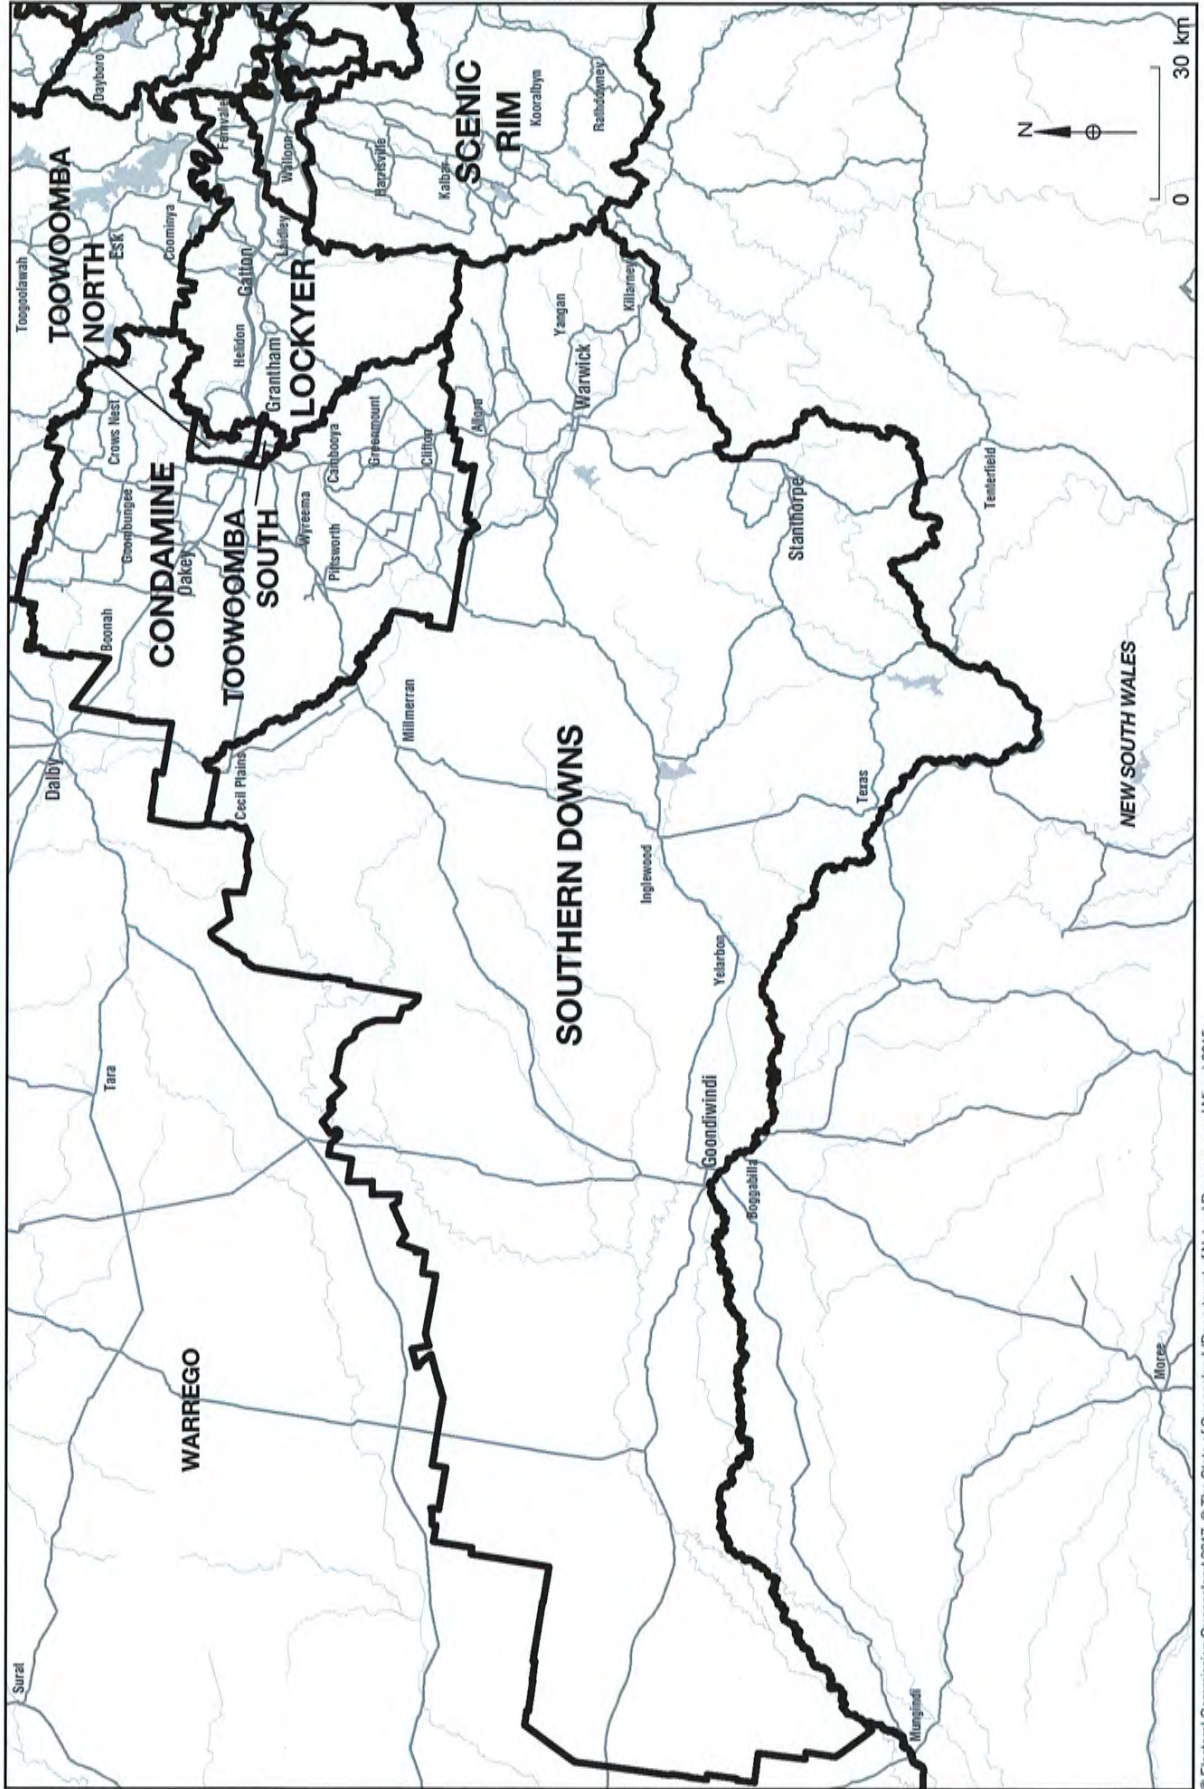 Surat
Tara
Dalby
WARREGO
Boonah
Toogoolawah
TOOWOOMBA
NORTH
Esk
Dayboro
Crows Nest
Goombungee
CONDAMINE
Oakey
Coominya
Fernvale
Cecil Plains
TOOWOOMBA
SOUTH
Helidon
Gatton
Grantham
Laidley
Walloon
LOCKYER
Wyreema
Pittsworth
Cambooya
Greenmount
Clifton
Harrisville
Kalbar
SCENIC
RIM
Millmerran
Allora
Kooralbyn
SOUTHERN DOWNS
Yangan
Warwick
Rathdowney
Killarney
Inglewood
Yelarbon
Goondiwindi
Boggabilla
Stanthorpe
Texas
Mungindi
Tenterfield
N
NEW SOUTH WALES
Moree
0 30 km